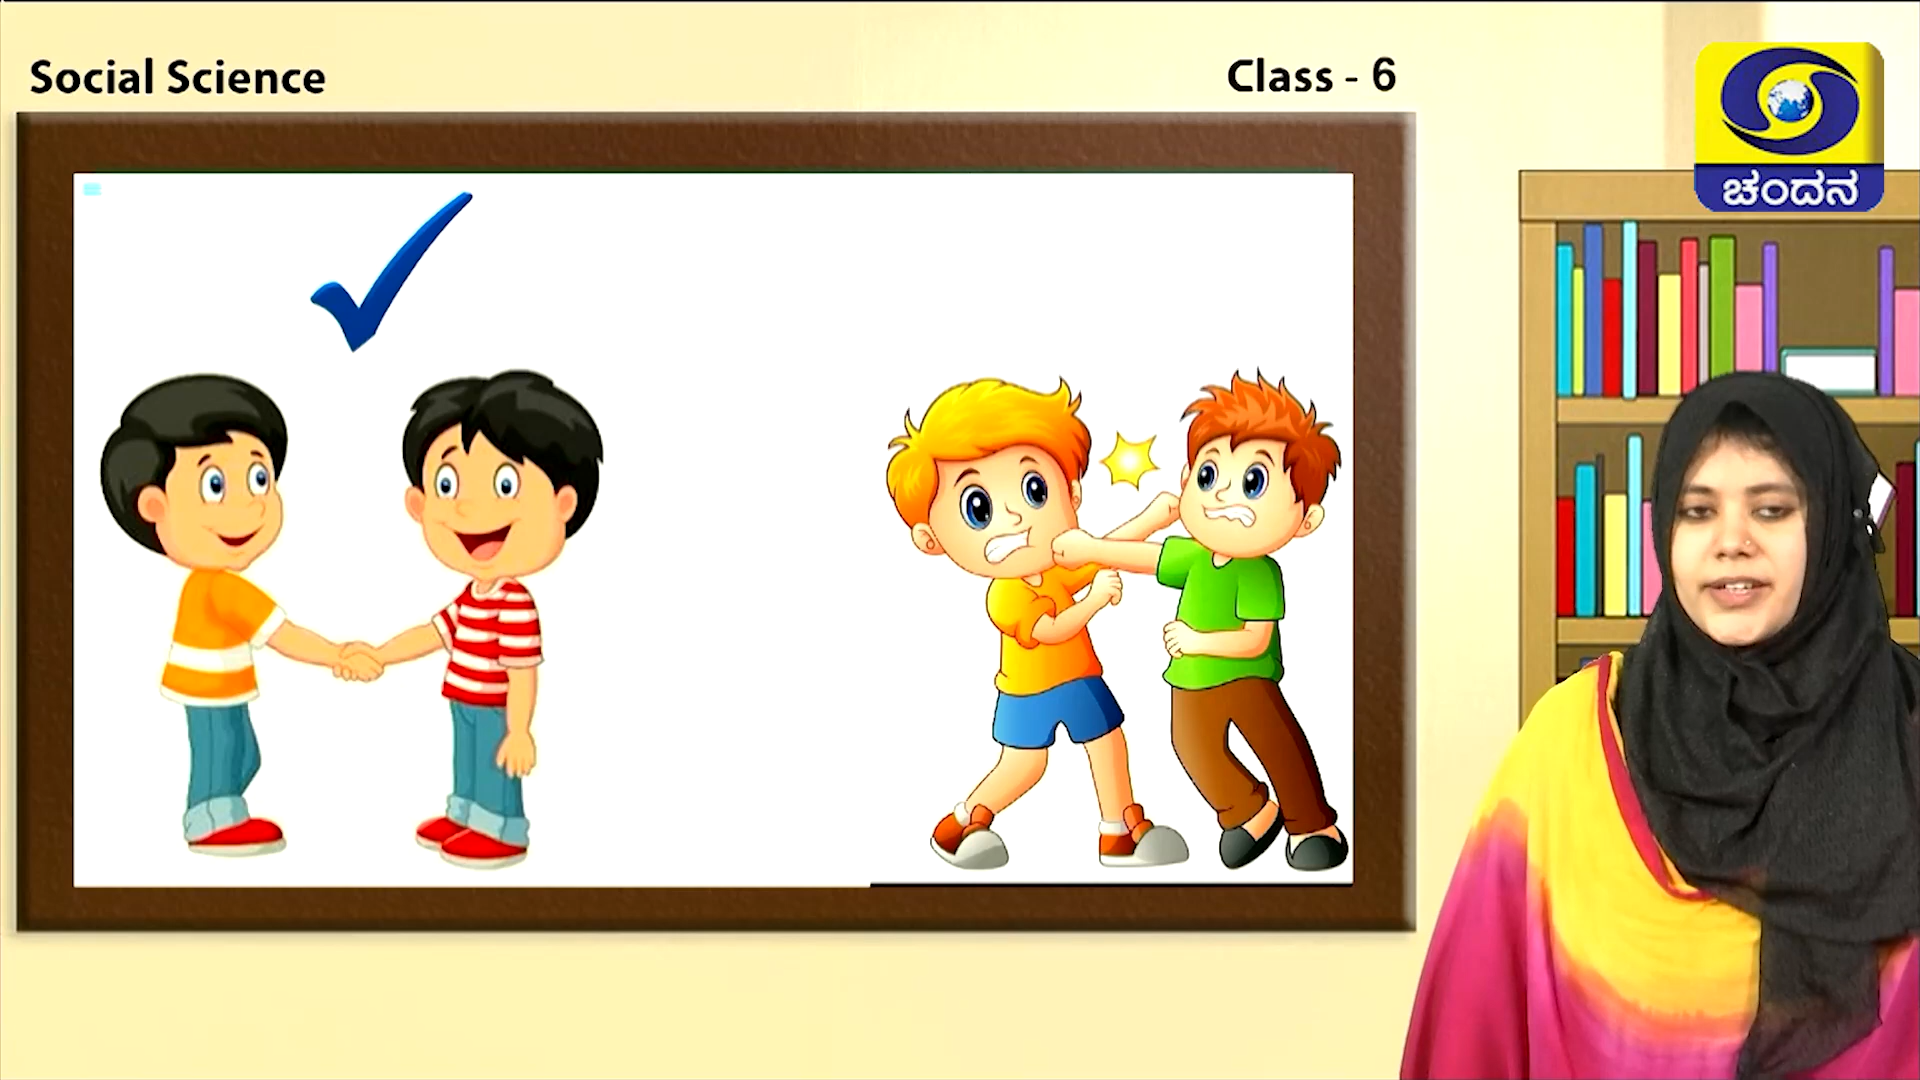 Social Science
Class - 6
ಚಂದನ